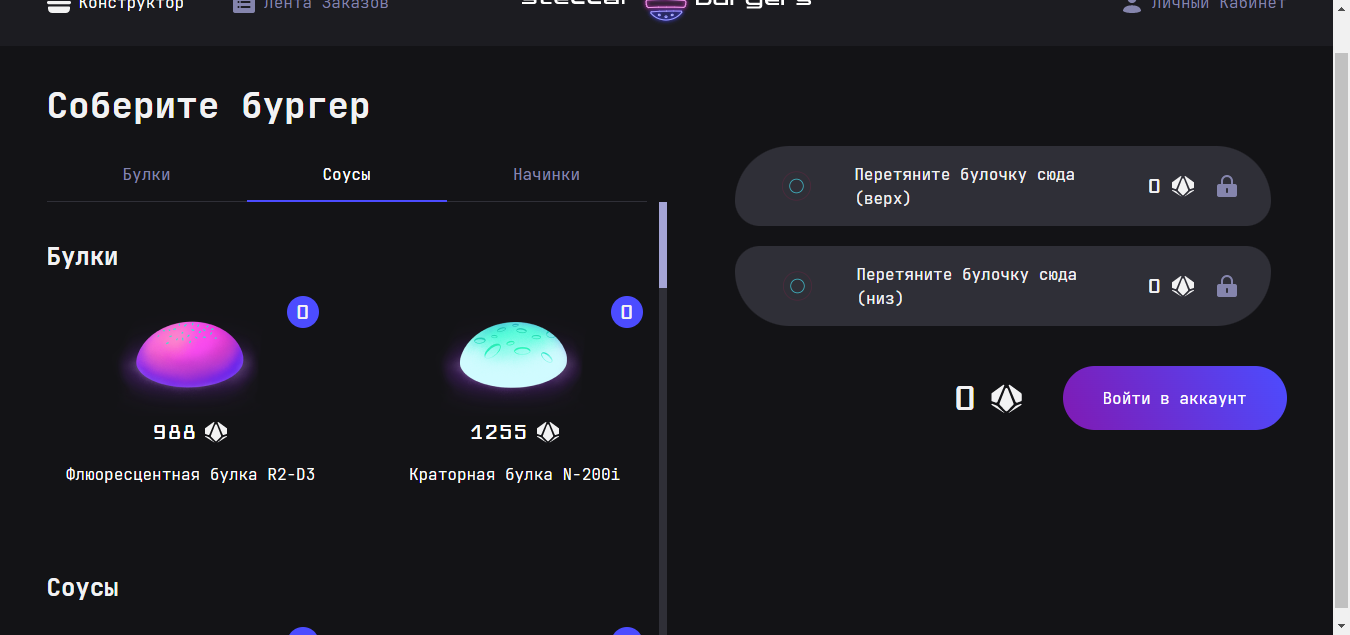 Конструктор
Лента Заказов
stellar burgers
Личный Кабинет
Соберите бургер
Булки
Соусы
Начинки
Булки
0
0
988
1255
Флюоресцентная булка R2-D3
Краторная булка N-200i
Соусы
Перетяните булочку сюда
(верх)
0
Перетяните булочку сюда
(низ)
0
0
Войти в аккаунт